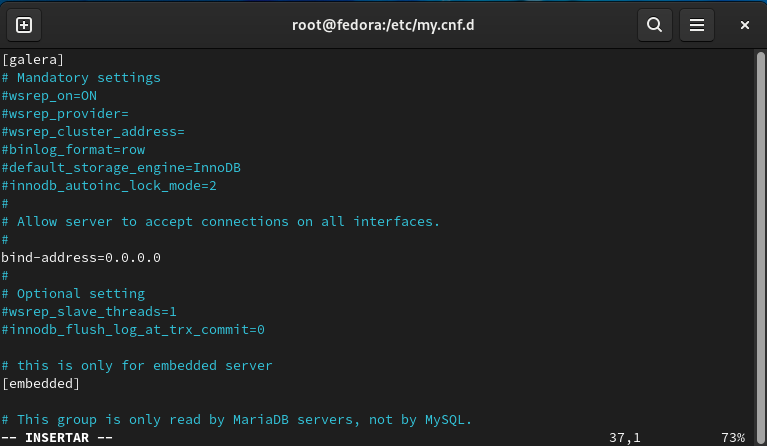 root@fedora:/etc/my.cnf.d
[galera]
# Mandatory settings
#wsrep_on=ON
#wsrep_provider=
#wsrep_cluster_address=
#binlog_format=row
#default_storage_engine=InnoDB
#innodb_autoinc_lock_mode=2
#
# Allow server to accept connections on all interfaces.
#
bind-address=0.0.0.0
#
# Optional setting
#wsrep_slave_threads=1
#innodb_flush_log_at_trx_commit=0
# this is only for embedded server
[embedded]
# This group is only read by MariaDB servers, not by MySQL.
-- INSERTAR -- 37,1 73%